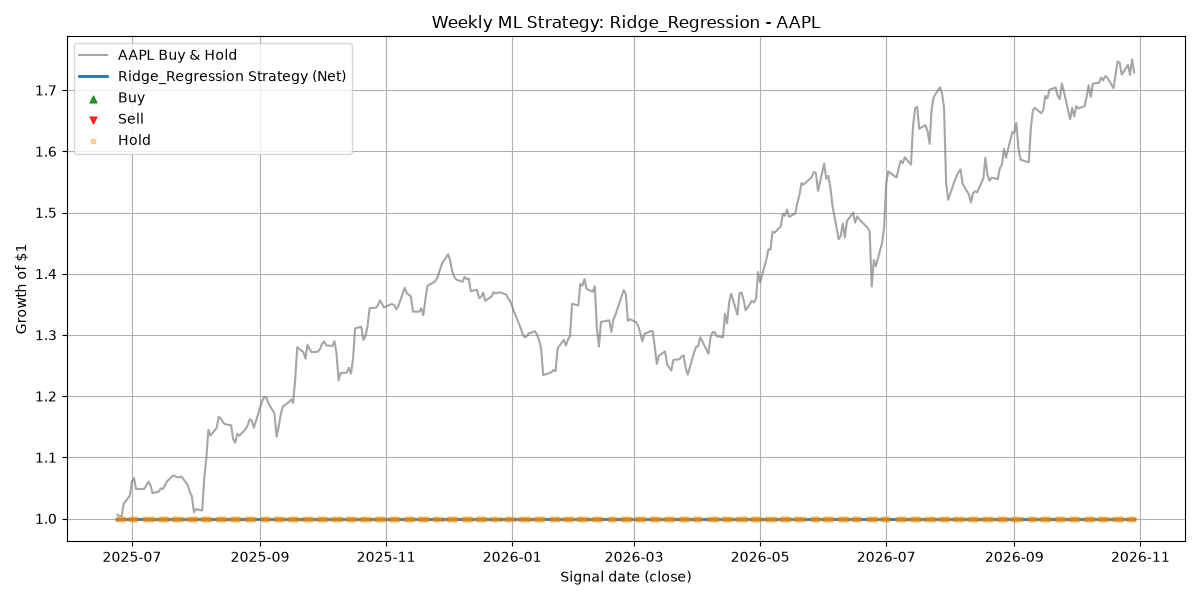 Weekly ML Strategy: Ridge_Regression - AAPL
AAPL Buy & Hold
Ridge_Regression Strategy (Net)
Buy
Sell
Hold
Growth of $1
1.7
1.6
1.5
1.4
1.3
1.2
1.1
1.0
2025-07
2025-09
2025-11
2026-01
2026-03
2026-05
2026-07
2026-09
2026-11
Signal date (close)